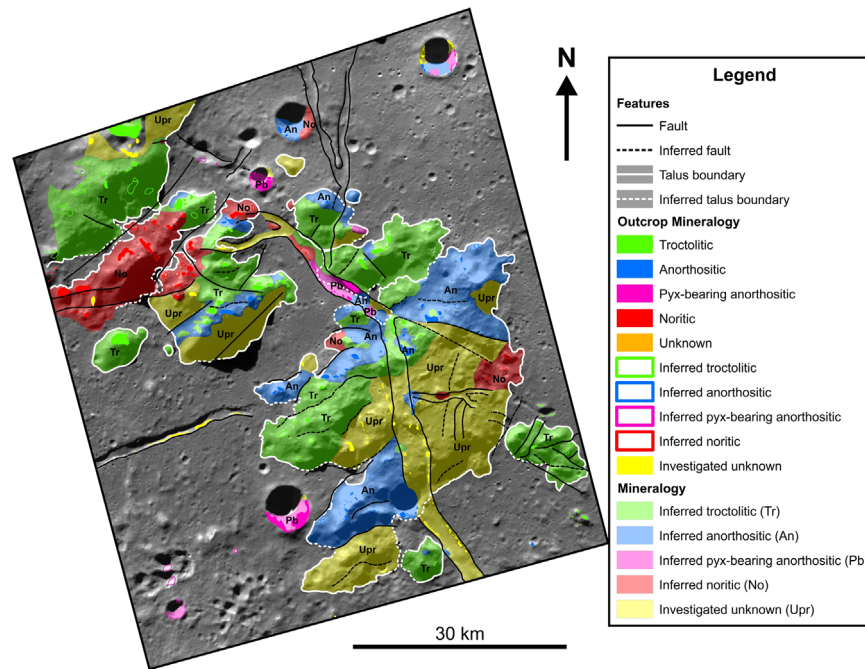 Upr
An
No
N
Tr
Pb
Tr
No
An
Tr
No
Tr
An
Upr
Tr
Pb
An
Upr
Upr
Pb
Tr
An
An
No
Tr
No
An
Tr
Tr
Upr
Upr
Upr
Tr
An
Pb
Upr
Tr
30 km
Legend
Features
Fault
Inferred fault
Talus boundary
Inferred talus boundary
Outcrop Mineralogy
Troctolitic
Anorthositic
Pyx-bearing anorthositic
Noritic
Unknown
Inferred troctolitic
Inferred anorthositic
Inferred pyx-bearing anorthositic
Inferred noritic
Investigated unknown
Mineralogy
Inferred troctolitic (Tr)
Inferred anorthositic (An)
Inferred pyx-bearing anorthositic (Pb
Inferred noritic (No)
Investigated unknown (Upr)